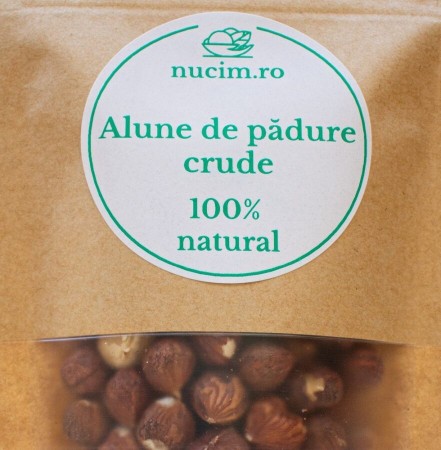 nucim.ro
Alune de pădure
crude
100%
natural